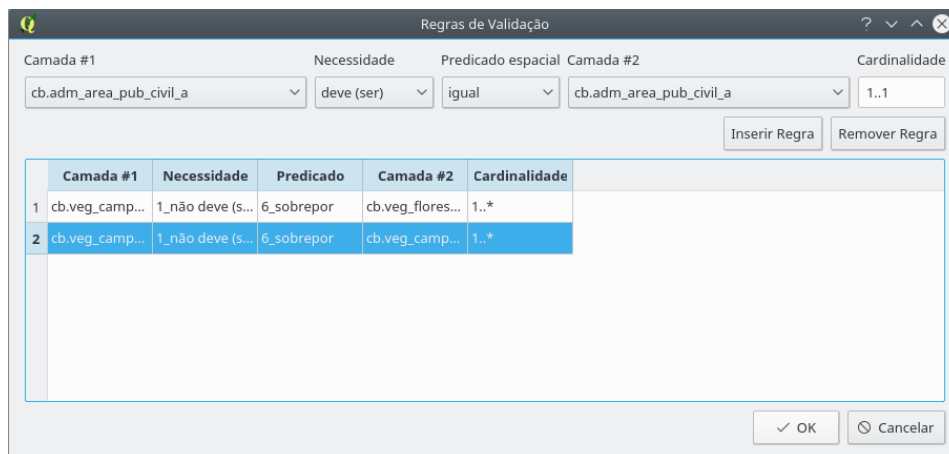 Regras de Validação
Camada #1 Necessidade Predicado espacial Camada #2 Cardinalidade
cb.adm_area_pub_civil_a deve (ser) igual cb.adm_area_pub_civil_a 1..1
Inserir Regra Remover Regra
Camada #1 Necessidade Predicado Camada #2 Cardinalidade
1 cb.veg_camp... 1_não deve (s... 6_sobrepor cb.veg_flores... 1..*
2 cb.veg_camp... 1_não deve (s... 6_sobrepor cb.veg_camp... 1..*
OK Cancelar